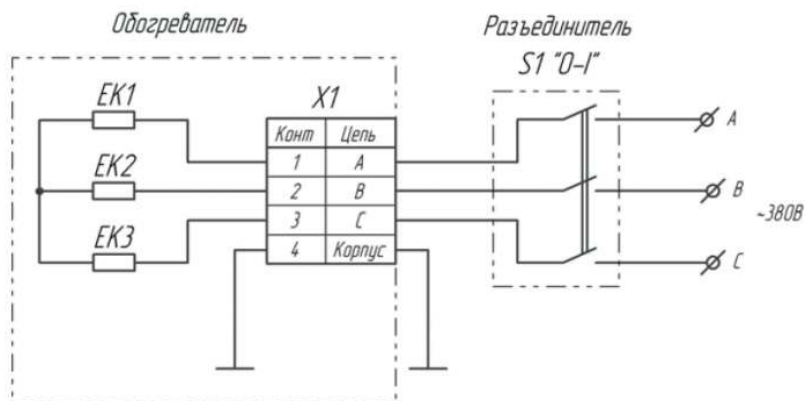 Обогреватель
Разъединитель
S1 "0-I"
EK1
EK2
EK3
X1
Конт Цепь
1 A
2 B
3 C
4 Корпус
A
B
C
~380В